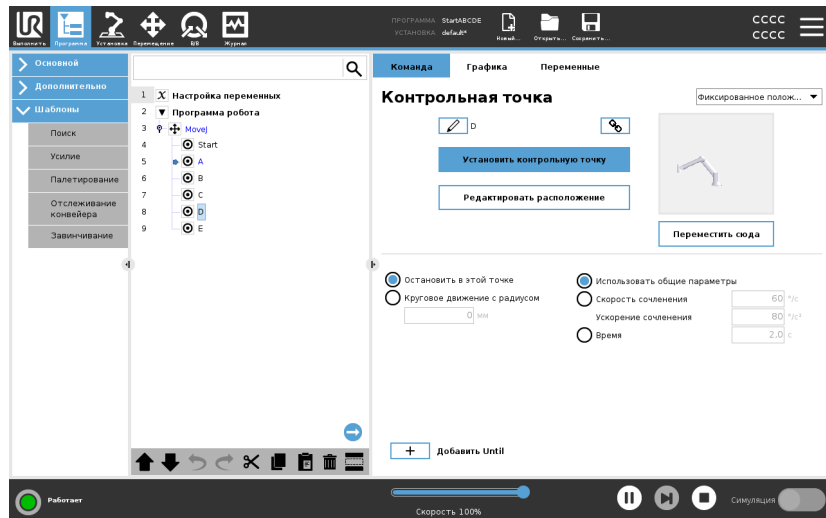 ПРОГРАММА StartABCDE
УСТАНОВКА default*
Выполнить Программа Установка Перемещение В/В Журнал
Новый... Открыть... Сохранить...
CCCC
CCCC
Основной
Дополнительно
Шаблоны
Поиск
Усилие
Палетирование
Отслеживание
конвейера
Завинчивание
1 X Настройка переменных
2 Программа робота
3 MoveJ
4 Start
5 A
6 B
7 C
8 D
9 E
Команда Графика Переменные
Контрольная точка
Фиксированное полож...
D
Установить контрольную точку
Редактировать расположение
Переместить сюда
Остановить в этой точке
Круговое движение с радиусом
0 мм
Использовать общие параметры
Скорость сочленения 60 °/с
Ускорение сочленения 80 °/с²
Время 2.0 с
+ Добавить Until
Работает
Скорость 100%
Симуляция